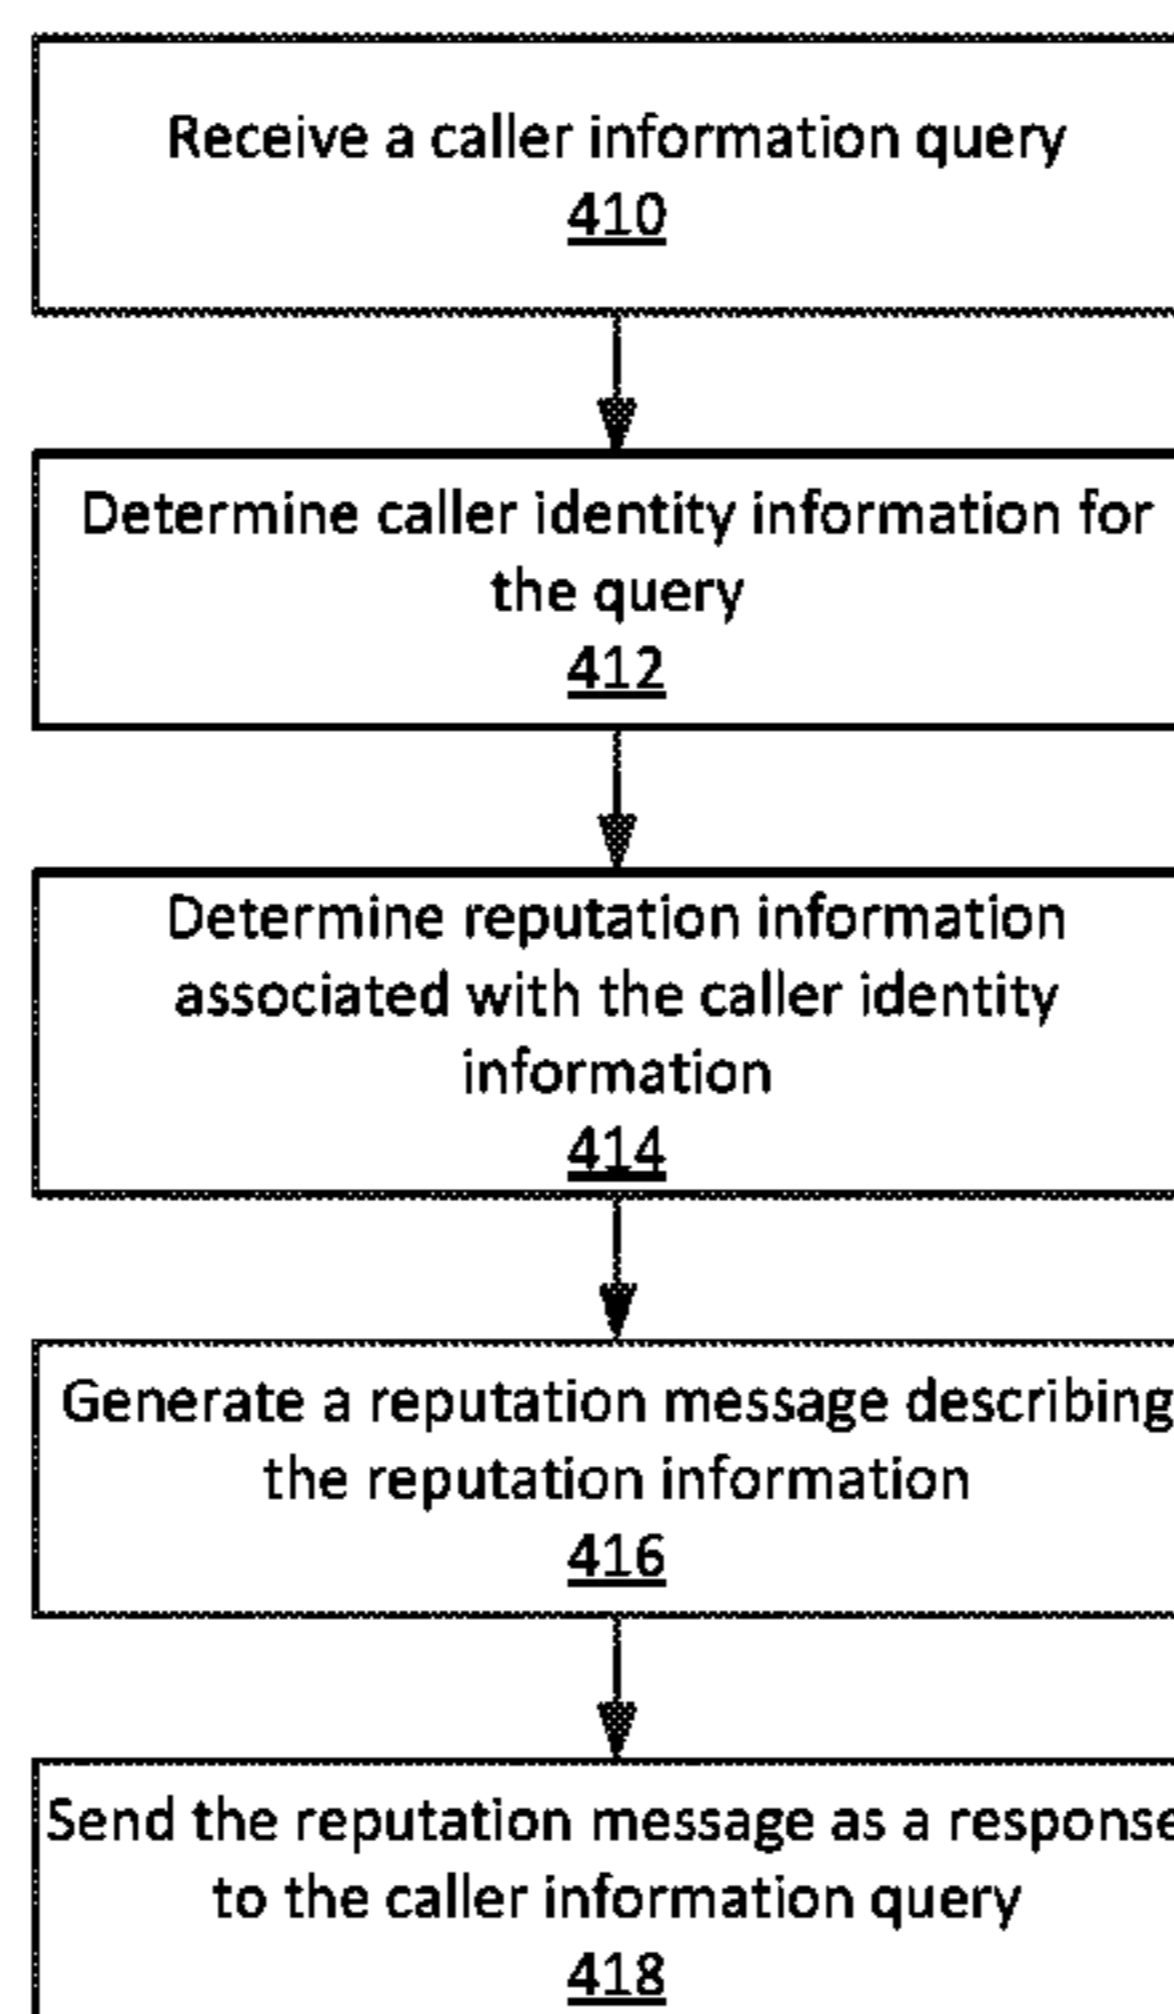 Receive a caller information query
410
Determine caller identity information for
the query
412
Determine reputation information
associated with the caller identity
information
414
Generate a reputation message describing
the reputation information
416
Send the reputation message as a response
to the caller information query
418